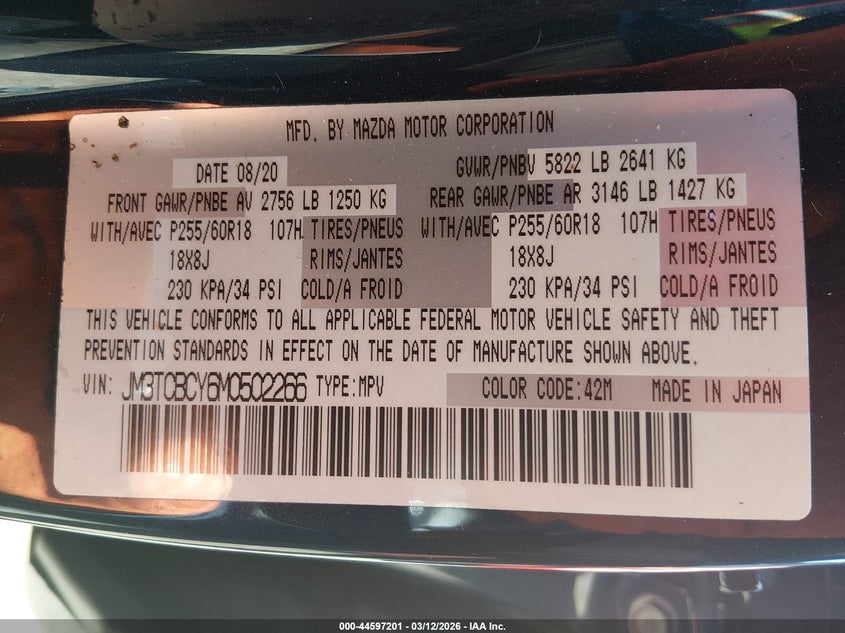 MFD. BY MAZDA MOTOR CORPORATION
DATE 08/20 GVWR/PNBV 5822 LB 2641 KG
FRONT GAWR/PNBE AV 2756 LB 1250 KG REAR GAWR/PNBE AR 3146 LB 1427 KG
WITH/AVEC P255/60R18 107H TIRES/PNEUS WITH/AVEC P255/60R18 107H TIRES/PNEUS
18X8J RIMS/JANTES 18X8J RIMS/JANTES
230 KPA/34 PSI COLD/A FROID 230 KPA/34 PSI COLD/A FROID
THIS VEHICLE CONFORMS TO ALL APPLICABLE FEDERAL MOTOR VEHICLE SAFETY AND THEFT
PREVENTION STANDARDS IN EFFECT ON THE DATE OF MANUFACTURE SHOWN ABOVE.
VIN: JM3TCBCY6M0502266 TYPE:MPV COLOR CODE:42M MADE IN JAPAN
000-44597201 - 03/12/2026 - IAA Inc.